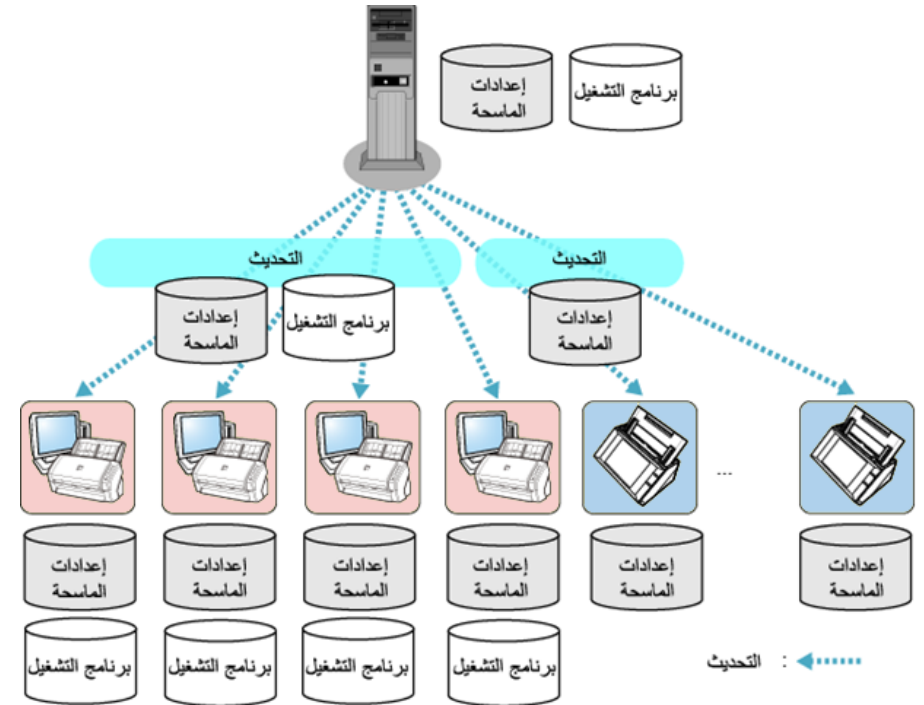 إعدادات
الماسحة
برنامج التشغيل
التحديث
التحديث
إعدادات
الماسحة
برنامج التشغيل
إعدادات
الماسحة
...
إعدادات
الماسحة
إعدادات
الماسحة
إعدادات
الماسحة
إعدادات
الماسحة
إعدادات
الماسحة
إعدادات
الماسحة
برنامج التشغيل
برنامج التشغيل
برنامج التشغيل
برنامج التشغيل
: التحديث